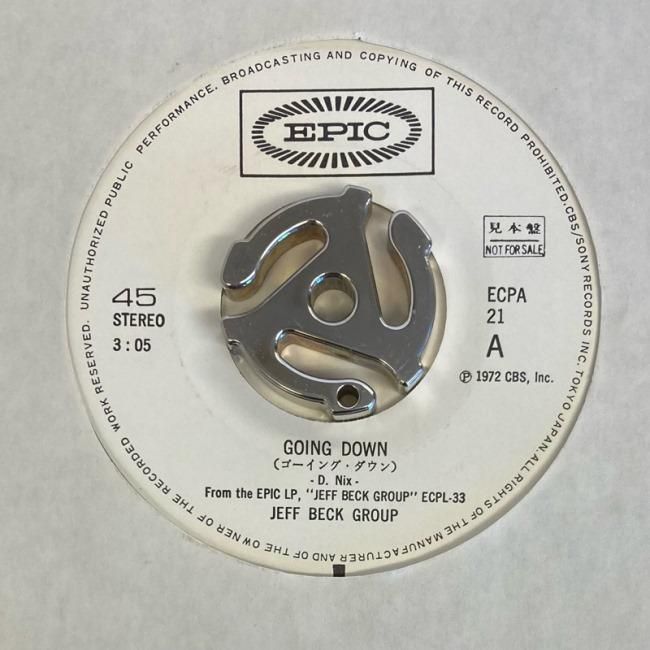 UNAUTHORIZED PUBLIC PERFORMANCE. BROADCASTING AND COPYING OF THIS RECORD PROHIBITED. CBS/SONY RECORDS INC. TOKYO JAPAN. ALL RIGHTS OF THE MANUFACTURER AND OF THE OWNER OF THE RECORDED WORK RESERVED.
EPIC
見本盤
NOT FOR SALE
45
STEREO
3:05
ECPA
21
A
Ⓟ 1972 CBS, Inc.
GOING DOWN
(ゴーイング・ダウン)
- D. Nix -
From the EPIC LP, "JEFF BECK GROUP" ECPL-33
JEFF BECK GROUP